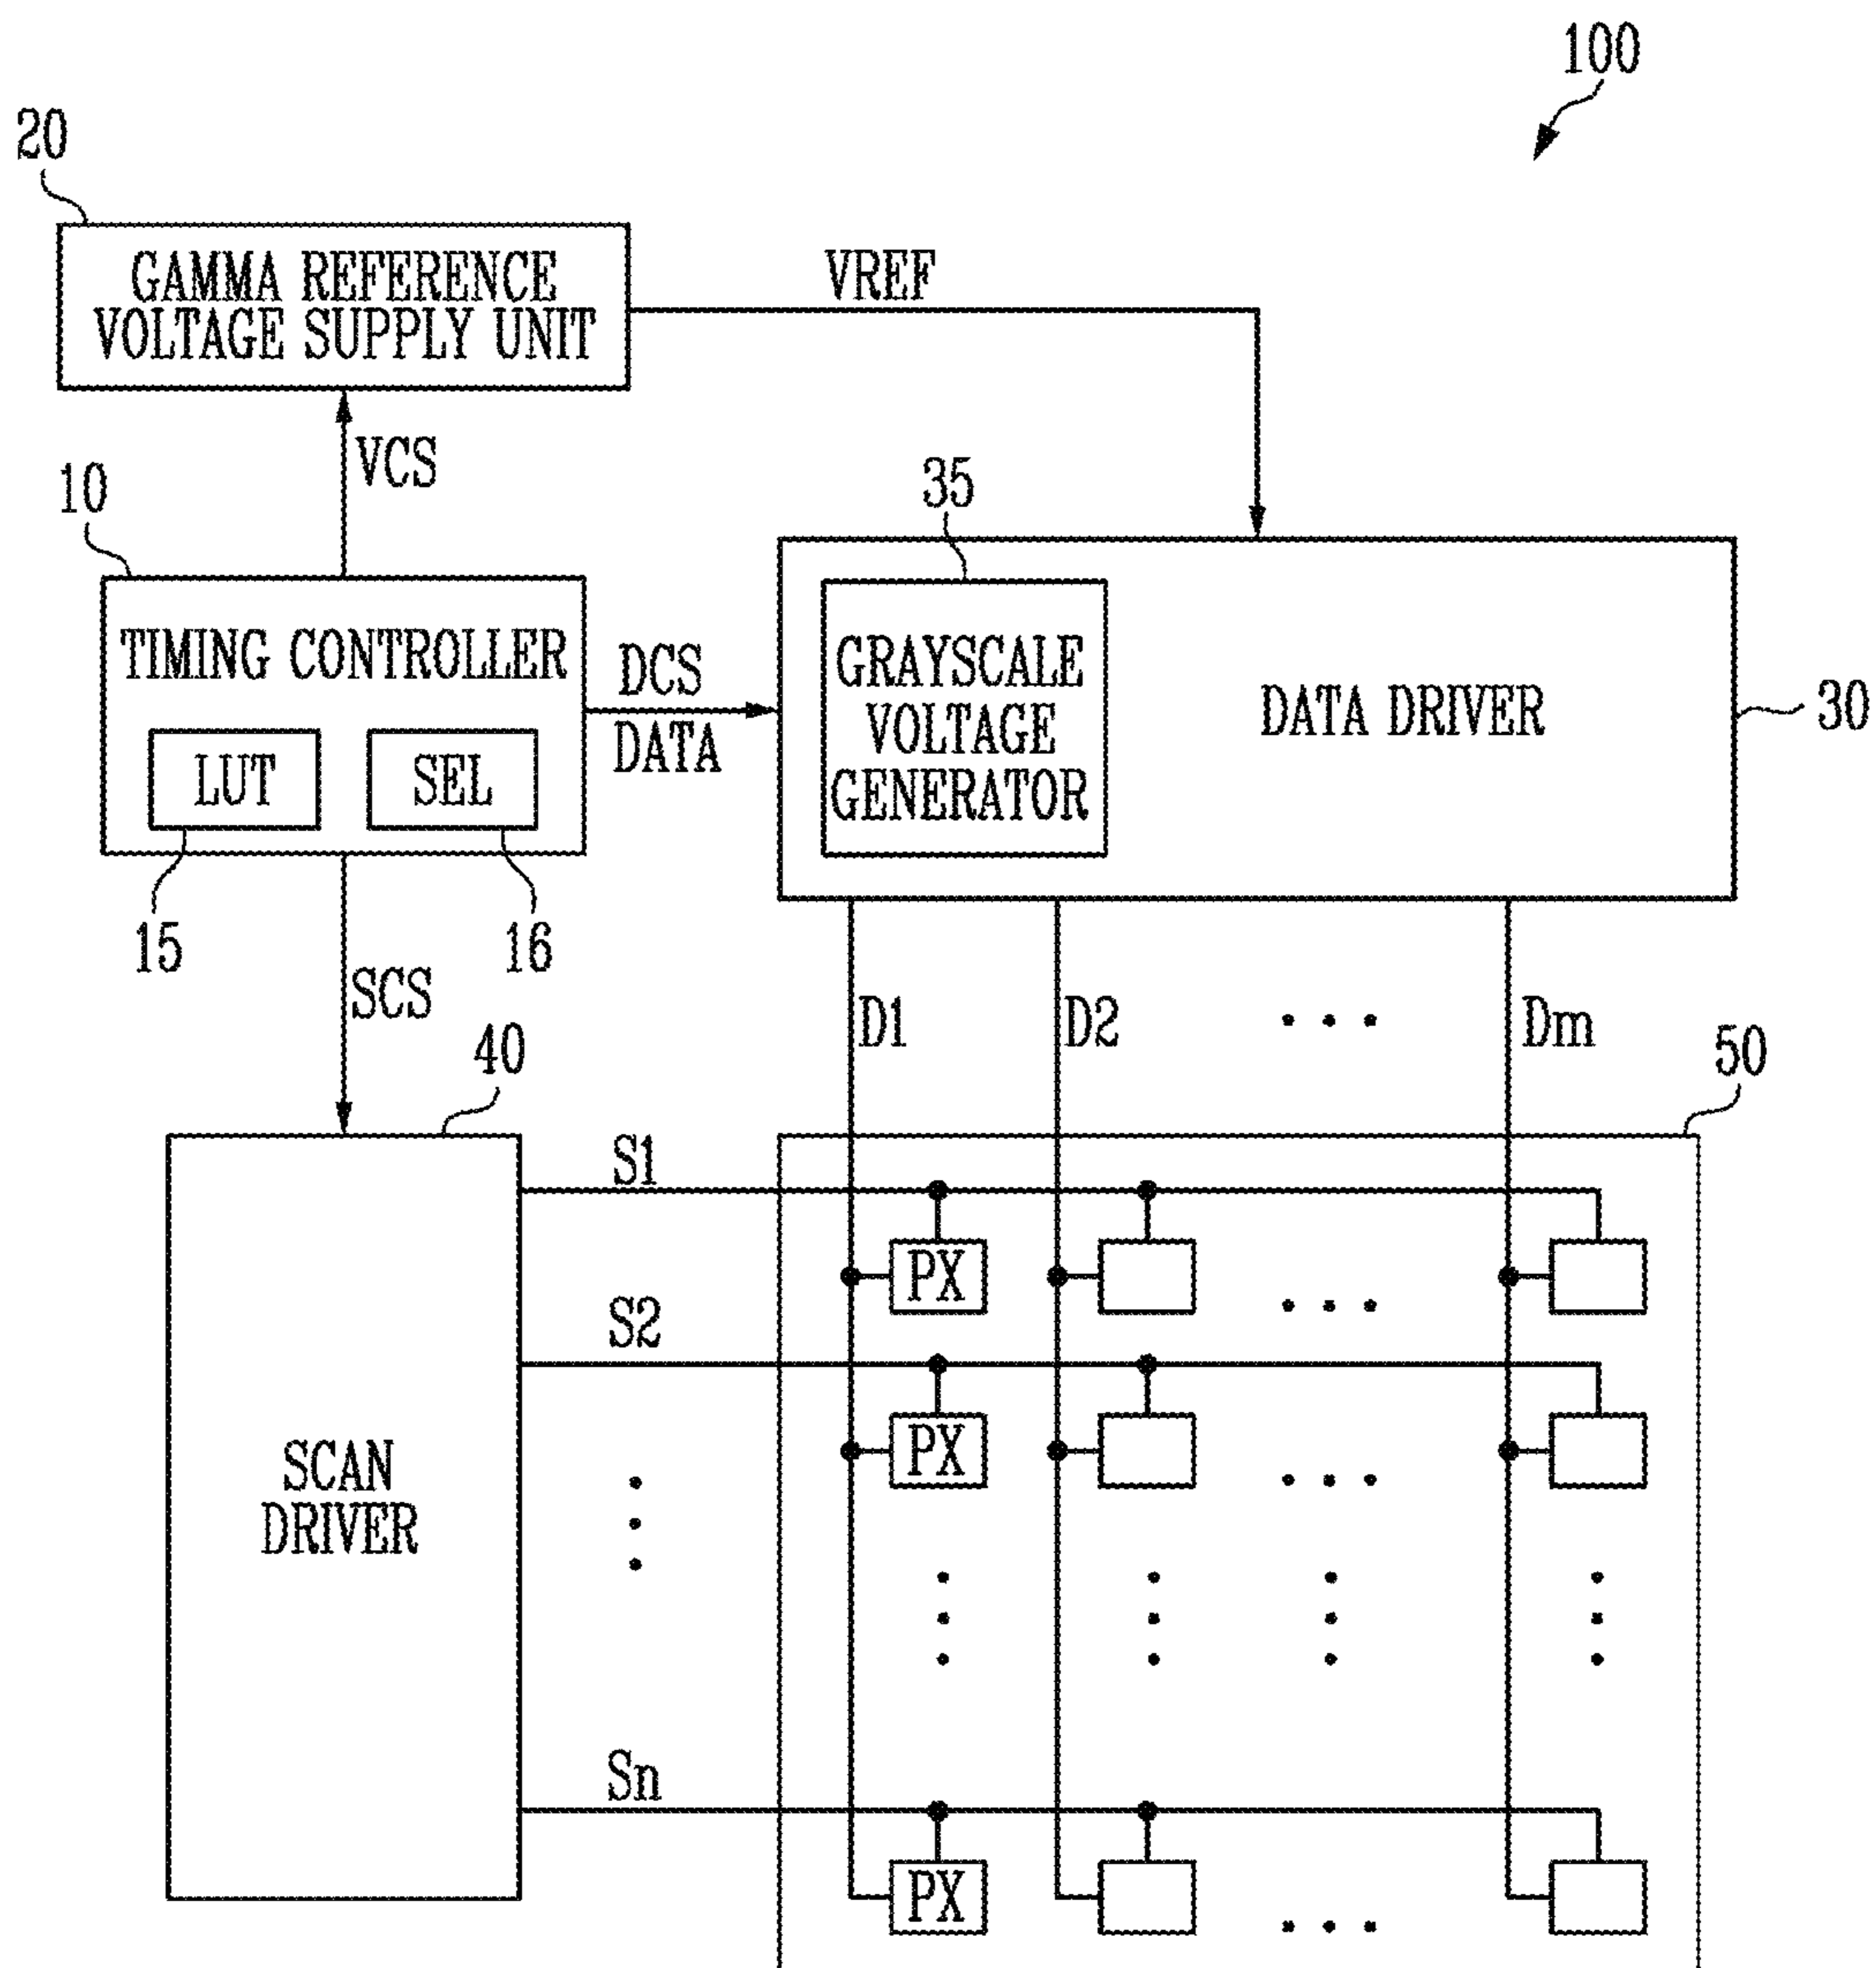 100
20
GAMMA REFERENCE
VOLTAGE SUPPLY UNIT
VREF
VCS
10
35
TIMING CONTROLLER
LUT
SEL
DCS
DATA
GRAYSCALE
VOLTAGE
GENERATOR
DATA DRIVER
30
15
16
SCS
D1
D2
. . .
Dm
40
50
S1
PX
. . .
S2
PX
. . .
SCAN
DRIVER
Sn
PX
. . .